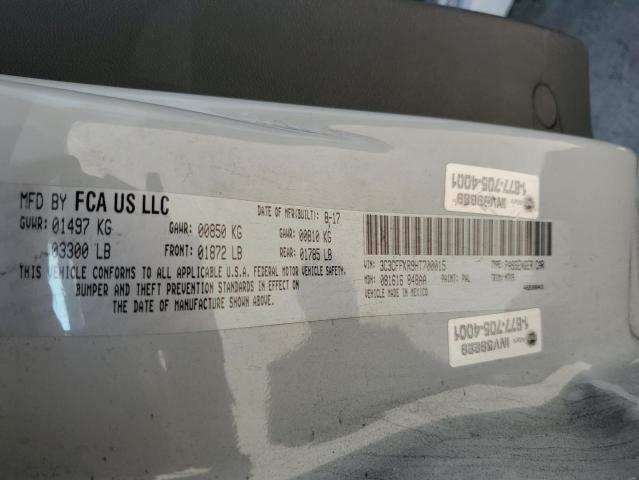 MFD BY FCA US LLC
DATE OF MFR(BUILT): 8-17
GVWR: 01497 KG
GAWR: 00850 KG
GAWR: 00810 KG
03300 LB
FRONT: 01872 LB
REAR: 01785 LB
THIS VEHICLE CONFORMS TO ALL APPLICABLE U.S.A. FEDERAL MOTOR VEHICLE SAFETY,
BUMPER AND THEFT PREVENTION STANDARDS IN EFFECT ON
THE DATE OF MANUFACTURE SHOWN ABOVE.
VIN: 3C3CFFKR9HT700015
TYPE: PASSENGER CAR
MDH: 081616 848AA
PAINT: PAL
TRIM:
VEHICLE MADE IN MEXICO
1-877-705-4001
1-877-705-4001